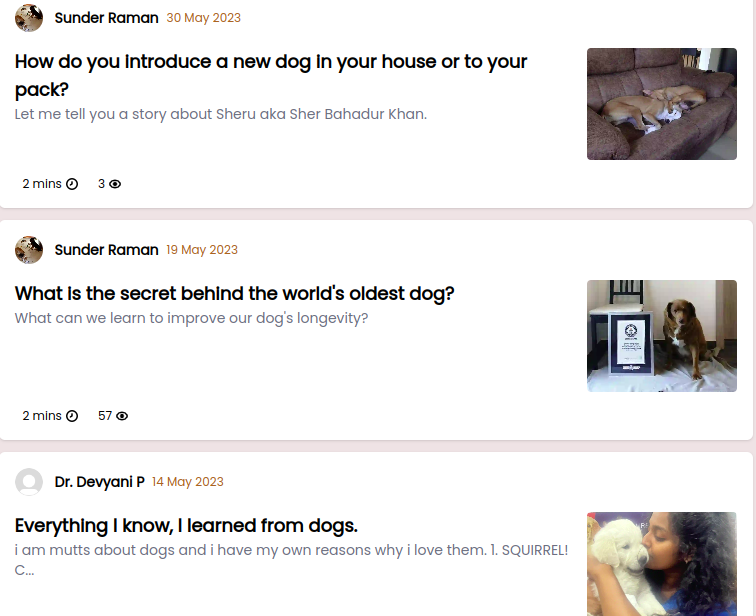 Sunder Raman 30 May 2023
How do you introduce a new dog in your house or to your
pack?
Let me tell you a story about Sheru aka Sher Bahadur Khan.
2 mins 3
Sunder Raman 19 May 2023
What is the secret behind the world's oldest dog?
What can we learn to improve our dog's longevity?
2 mins 57
Dr. Devyani P 14 May 2023
Everything I know, I learned from dogs.
i am mutts about dogs and i have my own reasons why i love them. 1. SQUIRREL!
C...